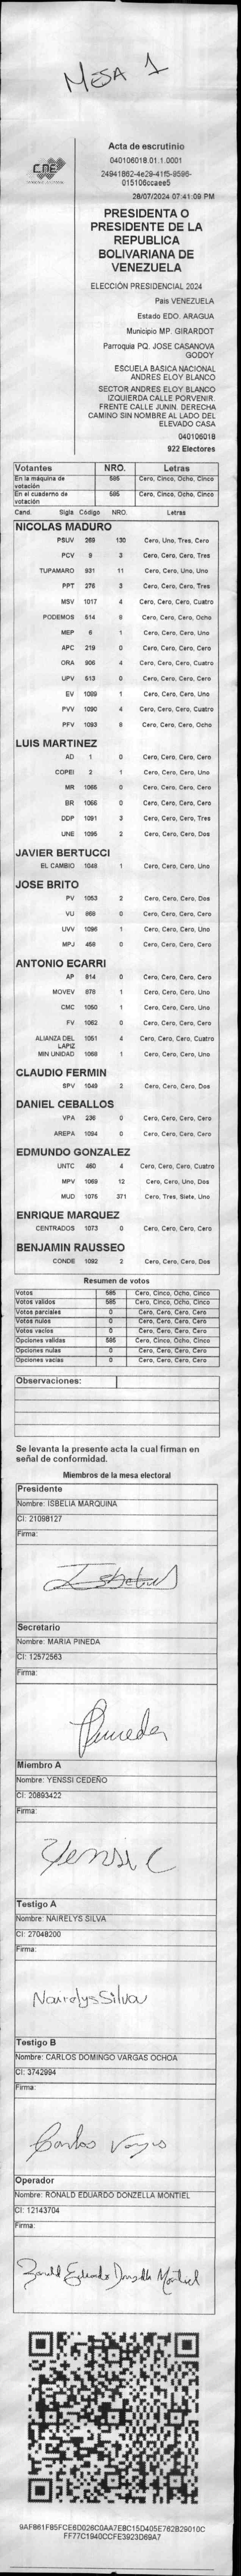 MESA 1
CNE
Acta de escrutinio
040106018.01.1.0001
24941862-4e29-41f5-9596-
015106ccaee5
28/07/2024 07:41:09 PM
PRESIDENTA O
PRESIDENTE DE LA
REPUBLICA
BOLIVARIANA DE
VENEZUELA
ELECCIÓN PRESIDENCIAL 2024
Pais VENEZUELA
Estado EDO. ARAGUA
Municipio MP. GIRARDOT
Parroquia PQ. JOSE CASANOVA
GODOY
ESCUELA BASICA NACIONAL
ANDRES ELOY BLANCO
SECTOR ANDRES ELOY BLANCO
IZQUIERDA CALLE PORVENIR.
FRENTE CALLE JUNIN. DERECHA
CAMINO SIN NOMBRE AL LADO DEL
ELEVADO CASA
040106018
922 Electores
Votantes NRO. Letras
En la máquina de votación 585 Cero, Cinco, Ocho, Cinco
En el cuaderno de votación 585 Cero, Cinco, Ocho, Cinco
Cand. Sigla Código NRO. Letras
NICOLAS MADURO
PSUV 269 130 Cero, Uno, Tres, Cero
PCV 9 3 Cero, Cero, Cero, Tres
TUPAMARO 931 11 Cero, Cero, Uno, Uno
PPT 276 3 Cero, Cero, Cero, Tres
MSV 1017 4 Cero, Cero, Cero, Cuatro
PODEMOS 514 8 Cero, Cero, Cero, Ocho
MEP 6 1 Cero, Cero, Cero, Uno
APC 219 0 Cero, Cero, Cero, Cero
ORA 906 4 Cero, Cero, Cero, Cuatro
UPV 513 0 Cero, Cero, Cero, Cero
EV 1089 1 Cero, Cero, Cero, Uno
PVV 1090 4 Cero, Cero, Cero, Cuatro
PFV 1093 8 Cero, Cero, Cero, Ocho
LUIS MARTINEZ
AD 1 0 Cero, Cero, Cero, Cero
COPEI 2 1 Cero, Cero, Cero, Uno
MR 1065 0 Cero, Cero, Cero, Cero
BR 1066 0 Cero, Cero, Cero, Cero
DDP 1091 3 Cero, Cero, Cero, Tres
UNE 1095 2 Cero, Cero, Cero, Dos
JAVIER BERTUCCI
EL CAMBIO 1048 1 Cero, Cero, Cero, Uno
JOSE BRITO
PV 1053 2 Cero, Cero, Cero, Dos
VU 968 0 Cero, Cero, Cero, Cero
UVV 1096 1 Cero, Cero, Cero, Uno
MPJ 458 0 Cero, Cero, Cero, Cero
ANTONIO ECARRI
AP 814 0 Cero, Cero, Cero, Cero
MOVEV 878 1 Cero, Cero, Cero, Uno
CMC 1050 1 Cero, Cero, Cero, Uno
FV 1062 0 Cero, Cero, Cero, Cero
ALIANZA DEL 1051 4 Cero, Cero, Cero, Cuatro
LAPIZ
MIN UNIDAD 1068 1 Cero, Cero, Cero, Uno
CLAUDIO FERMIN
SPV 1049 2 Cero, Cero, Cero, Dos
DANIEL CEBALLOS
VPA 236 0 Cero, Cero, Cero, Cero
AREPA 1094 0 Cero, Cero, Cero, Cero
EDMUNDO GONZALEZ
UNTC 460 4 Cero, Cero, Cero, Cuatro
MPV 1069 12 Cero, Cero, Uno, Dos
MUD 1075 371 Cero, Tres, Siete, Uno
ENRIQUE MARQUEZ
CENTRADOS 1073 0 Cero, Cero, Cero, Cero
BENJAMIN RAUSSEO
CONDE 1092 2 Cero, Cero, Cero, Dos
Resumen de votos
Votos 585 Cero, Cinco, Ocho, Cinco
Votos validos 585 Cero, Cinco, Ocho, Cinco
Votos parciales 0 Cero, Cero, Cero, Cero
Votos nulos 0 Cero, Cero, Cero, Cero
Votos vacios 0 Cero, Cero, Cero, Cero
Opciones validas 585 Cero, Cinco, Ocho, Cinco
Opciones nulas 0 Cero, Cero, Cero, Cero
Opciones vacias 0 Cero, Cero, Cero, Cero
Observaciones:
Se levanta la presente acta la cual firman en
señal de conformidad.
Miembros de la mesa electoral
Presidente
Nombre: ISBELIA MARQUINA
CI: 21098127
Firma:
Isbelia
Secretario
Nombre: MARIA PINEDA
CI: 12572563
Firma:
Pineda
Miembro A
Nombre: YENSSI CEDEÑO
CI: 20893422
Firma:
Yenssi C
Testigo A
Nombre: NAIRELYS SILVA
CI: 27048200
Firma:
Nairelys Silva
Testigo B
Nombre: CARLOS DOMINGO VARGAS OCHOA
CI: 3742994
Firma:
Carlos Vargas
Operador
Nombre: RONALD EDUARDO DONZELLA MONTIEL
CI: 12143704
Firma:
Ronald Eduardo Donzella Montiel
9AF861F85FCE6D026C0AA7EBC15D405E762B29010C
FF77C1940CCFE3923D69A7